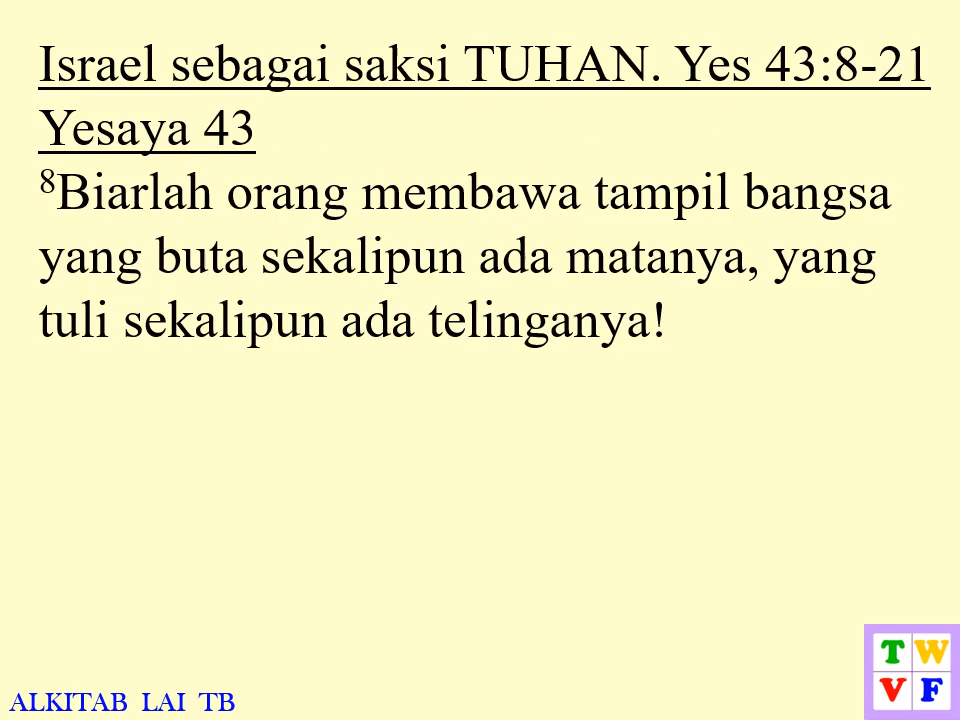 Israel sebagai saksi TUHAN. Yes 43:8-21
Yesaya 43
8Biarlah orang membawa tampil bangsa
yang buta sekalipun ada matanya, yang
tuli sekalipun ada telinganya!
ALKITAB LAI TB
T W
V F